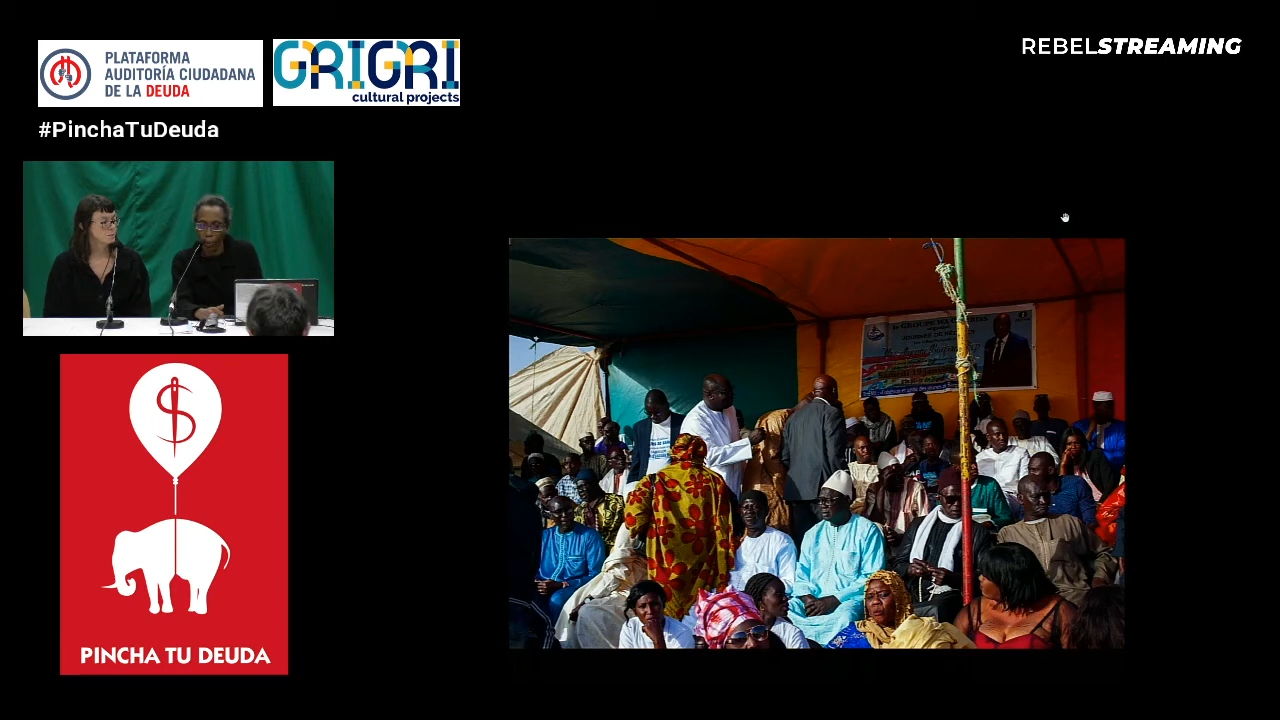 PLATAFORMA
AUDITORÍA CIUDADANA
DE LA DEUDA
GRIGRI
cultural projects
REBELSTREAMING
#PinchaTuDeuda
PINCHA TU DEUDA